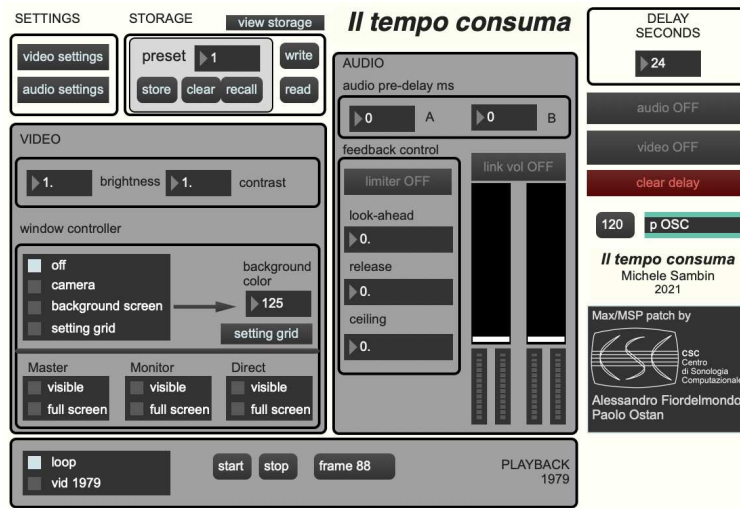 SETTINGS
STORAGE
view storage
video settings
audio settings
preset
1
write
store
clear
recall
read
Il tempo consuma
DELAY
SECONDS
24
audio OFF
video OFF
clear delay
120
p OSC
Il tempo consuma
Michele Sambin
2021
Max/MSP patch by
CSC
Centro
di Sonologia
Computazionale
Alessandro Fiordelmondo
Paolo Ostan
VIDEO
1.
brightness
1.
contrast
window controller
off
camera
background screen
setting grid
background
color
125
setting grid
Master
visible
full screen
Monitor
visible
full screen
Direct
visible
full screen
AUDIO
audio pre-delay ms
0
A
0
B
feedback control
limiter OFF
link vol OFF
look-ahead
0.
release
0.
ceiling
0.
loop
vid 1979
start
stop
frame 88
PLAYBACK
1979